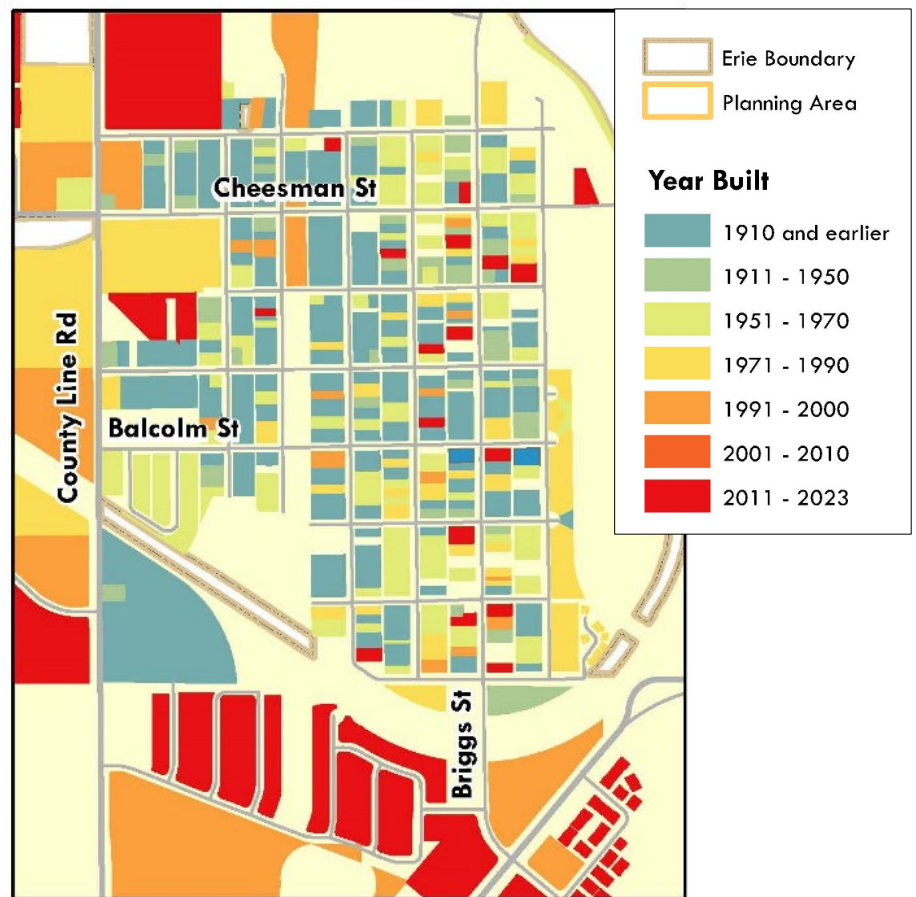 Erie Boundary
Planning Area
Year Built
1910 and earlier
1911 - 1950
1951 - 1970
1971 - 1990
1991 - 2000
2001 - 2010
2011 - 2023
Cheesman St
County Line Rd
Balcolm St
Briggs St